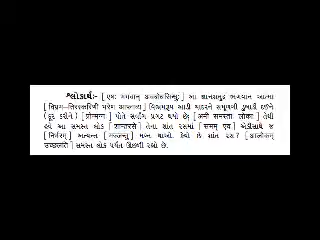 શ્લોકાર્થઃ- [ एषः भगवान् अवबोधसिन्धुः ] આ જ્ઞાનસમુદ્ર ભગવાન આત્મા
[ विभ्रम-तिरस्करिणीं भरेण आप्लाव्य ] વિભ્રમરૂપ આડી ચાદરને સમૂળગી ડુબાડી દઈને
(દૂર કરીને) [ प्रोन्मग्नः ] પોતે સર્વાંગ પ્રગટ થયો છે; [ अमी समस्ताः लोकाः ] તેથી
હવે આ સમસ્ત લોક [ शान्तरसे ] તેના શાંત રસમાં [ समम् एव ] એકીસાથે જ
[ निर्भरम् ] અત્યન્ત [ मज्जन्तु ] મગ્ન થાઓ. કેવો છે શાંત રસ? [ आलोकम्
उच्छलति ] સમસ્ત લોક પર્યંત ઊછળી રહ્યો છે.